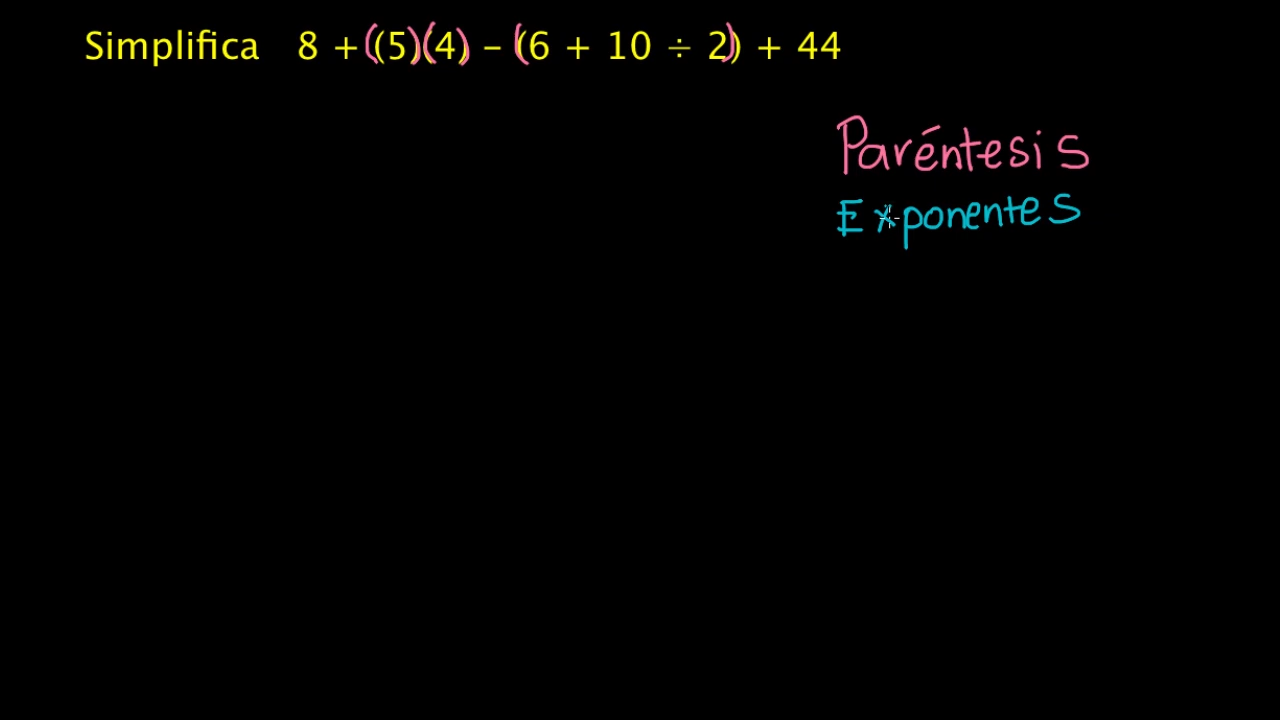 Simplifica 8 + (5)(4) – (6 + 10 ÷ 2) + 44
Paréntesis
Exponentes